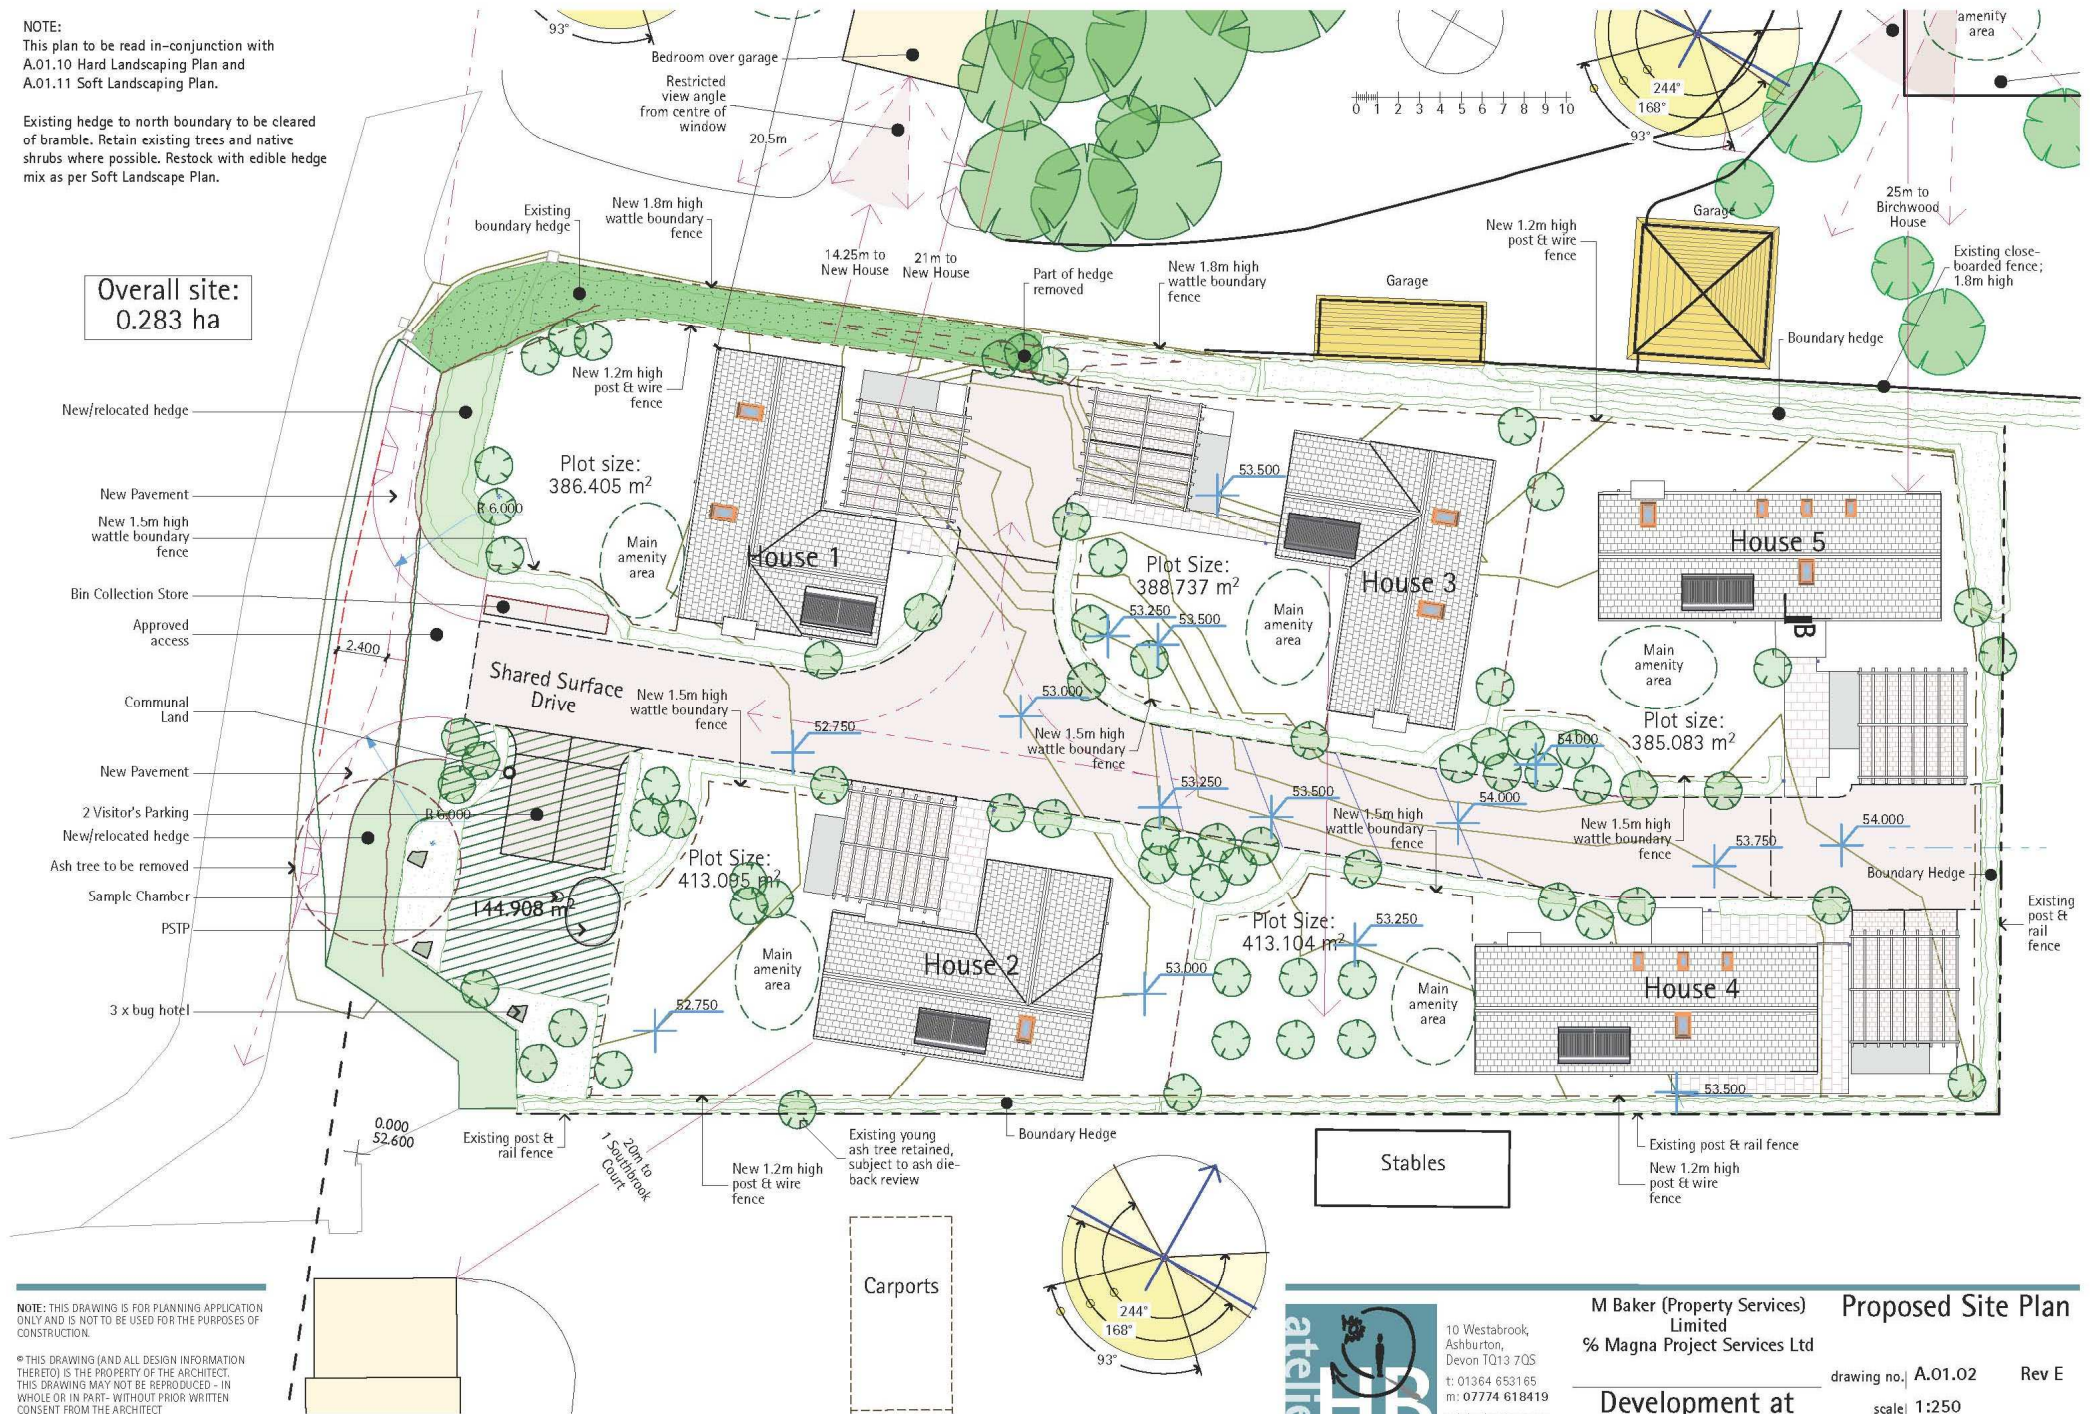 NOTE:
This plan to be read in-conjunction with
A.01.10 Hard Landscaping Plan and
A.01.11 Soft Landscaping Plan.
Existing hedge to north boundary to be cleared
of bramble. Retain existing trees and native
shrubs where possible. Restock with edible hedge
mix as per Soft Landscape Plan.
Overall site:
0.283 ha
93°
Bedroom over garage
Restricted
view angle
from centre of
window
20.5m
0 1 2 3 4 5 6 7 8 9 10
244°
168°
93°
amenity
area
25m to
Birchwood
House
Existing
boundary hedge
New 1.8m high
wattle boundary
fence
14.25m to
New House
21m to
New House
Part of hedge
removed
New 1.8m high
wattle boundary
fence
Garage
New 1.2m high
post & wire
fence
Garage
Existing close-
boarded fence;
1.8m high
Boundary hedge
New 1.2m high
post & wire
fence
New/relocated hedge
New Pavement
New 1.5m high
wattle boundary
fence
Bin Collection Store
Approved
access
2.400
Communal
Land
New Pavement
2 Visitor's Parking
New/relocated hedge
Ash tree to be removed
Sample Chamber
PSTP
3 x bug hotel
R 6.000
Plot size:
386.405 m²
Main
amenity
area
House 1
53.500
Plot Size:
388.737 m²
53.250
53.500
Main
amenity
area
House 3
House 5
B
Main
amenity
area
Plot size:
385.083 m²
Shared Surface
Drive
New 1.5m high
wattle boundary
fence
52.750
53.000
New 1.5m high
wattle boundary
fence
54.000
53.250
53.500
New 1.5m high
wattle boundary
fence
54.000
New 1.5m high
wattle boundary
fence
53.750
54.000
Boundary Hedge
Existing
post &
rail
fence
R 6.000
Plot Size:
413.095 m²
144.908 m²
Main
amenity
area
House 2
52.750
53.000
Plot Size:
413.104 m²
53.250
Main
amenity
area
House 4
53.500
0.000
52.600
Existing post &
rail fence
20m to
1 Southbrook
Court
New 1.2m high
post & wire
fence
Existing young
ash tree retained,
subject to ash die-
back review
Boundary Hedge
Stables
Existing post & rail fence
New 1.2m high
post & wire
fence
Carports
244°
168°
93°
NOTE: THIS DRAWING IS FOR PLANNING APPLICATION
ONLY AND IS NOT TO BE USED FOR THE PURPOSES OF
CONSTRUCTION.
© THIS DRAWING (AND ALL DESIGN INFORMATION
THERETO) IS THE PROPERTY OF THE ARCHITECT.
THIS DRAWING MAY NOT BE REPRODUCED - IN
WHOLE OR IN PART- WITHOUT PRIOR WRITTEN
CONSENT FROM THE ARCHITECT
10 Westabrook,
Ashburton,
Devon TQ13 7QS
t: 01364 653165
m: 07774 618419
M Baker (Property Services)
Limited
℅ Magna Project Services Ltd
Development at
Proposed Site Plan
drawing no. A.01.02 Rev E
scale 1:250